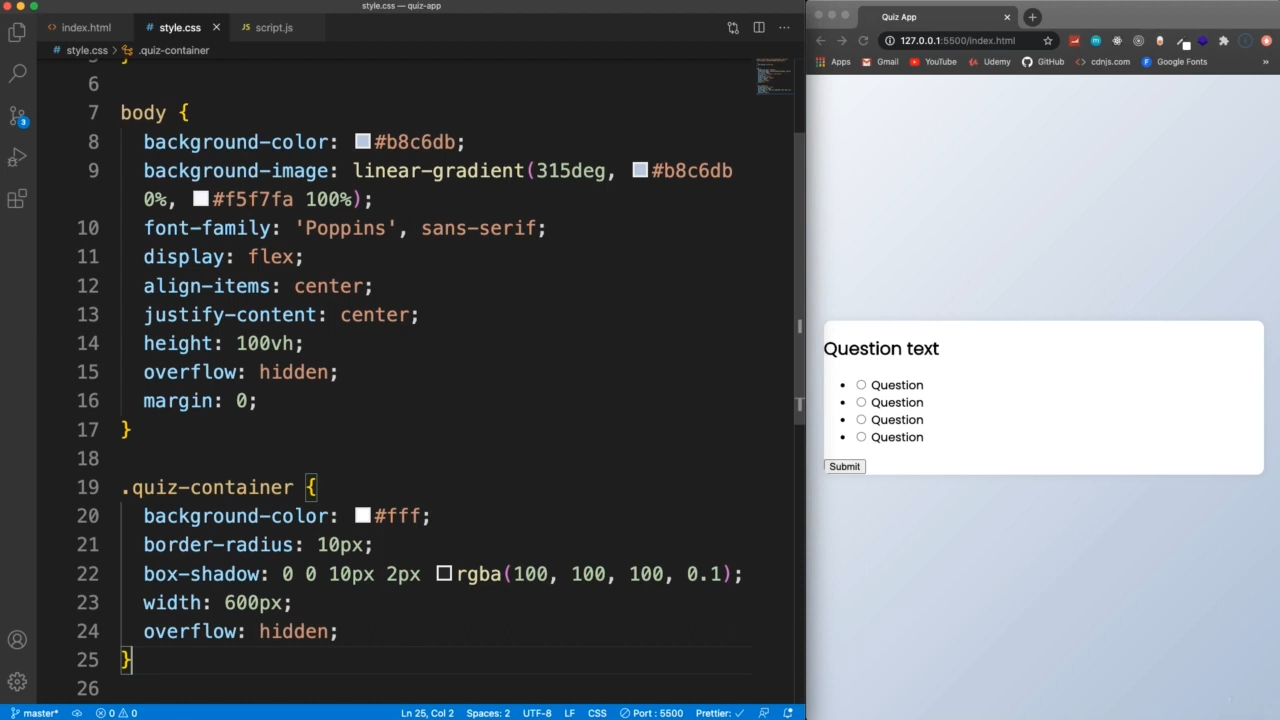 style.css — quiz-app
index.html
style.css
script.js
style.css > .quiz-container
6
7 body {
8 background-color: #b8c6db;
9 background-image: linear-gradient(315deg, #b8c6db
0%, #f5f7fa 100%);
10 font-family: 'Poppins', sans-serif;
11 display: flex;
12 align-items: center;
13 justify-content: center;
14 height: 100vh;
15 overflow: hidden;
16 margin: 0;
17 }
18
19 .quiz-container {
20 background-color: #fff;
21 border-radius: 10px;
22 box-shadow: 0 0 10px 2px rgba(100, 100, 100, 0.1);
23 width: 600px;
24 overflow: hidden;
25 }
26
3
master* 0 0 Ln 25, Col 2 Spaces: 2 UTF-8 LF CSS Port : 5500 Prettier: ✓
Quiz App
127.0.0.1:5500/index.html
Apps Gmail YouTube Udemy GitHub cdnjs.com Google Fonts »
Question text
• Question
• Question
• Question
• Question
Submit